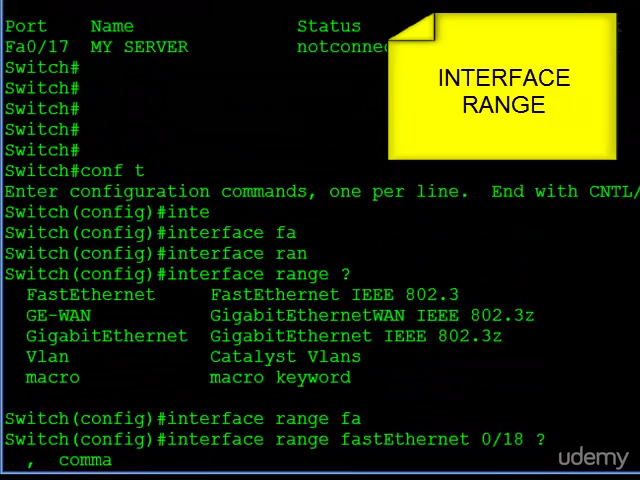 Port    Name                Status
Fa0/17  MY SERVER           notconnec
INTERFACE
RANGE
Switch#
Switch#
Switch#
Switch#
Switch#
Switch#conf t
Enter configuration commands, one per line.  End with CNTL/
Switch(config)#inte
Switch(config)#interface fa
Switch(config)#interface ran
Switch(config)#interface range ?
  FastEthernet     FastEthernet IEEE 802.3
  GE-WAN           GigabitEthernetWAN IEEE 802.3z
  GigabitEthernet  GigabitEthernet IEEE 802.3z
  Vlan             Catalyst Vlans
  macro            macro keyword
Switch(config)#interface range fa
Switch(config)#interface range fastEthernet 0/18 ?
  ,  comma
udemy